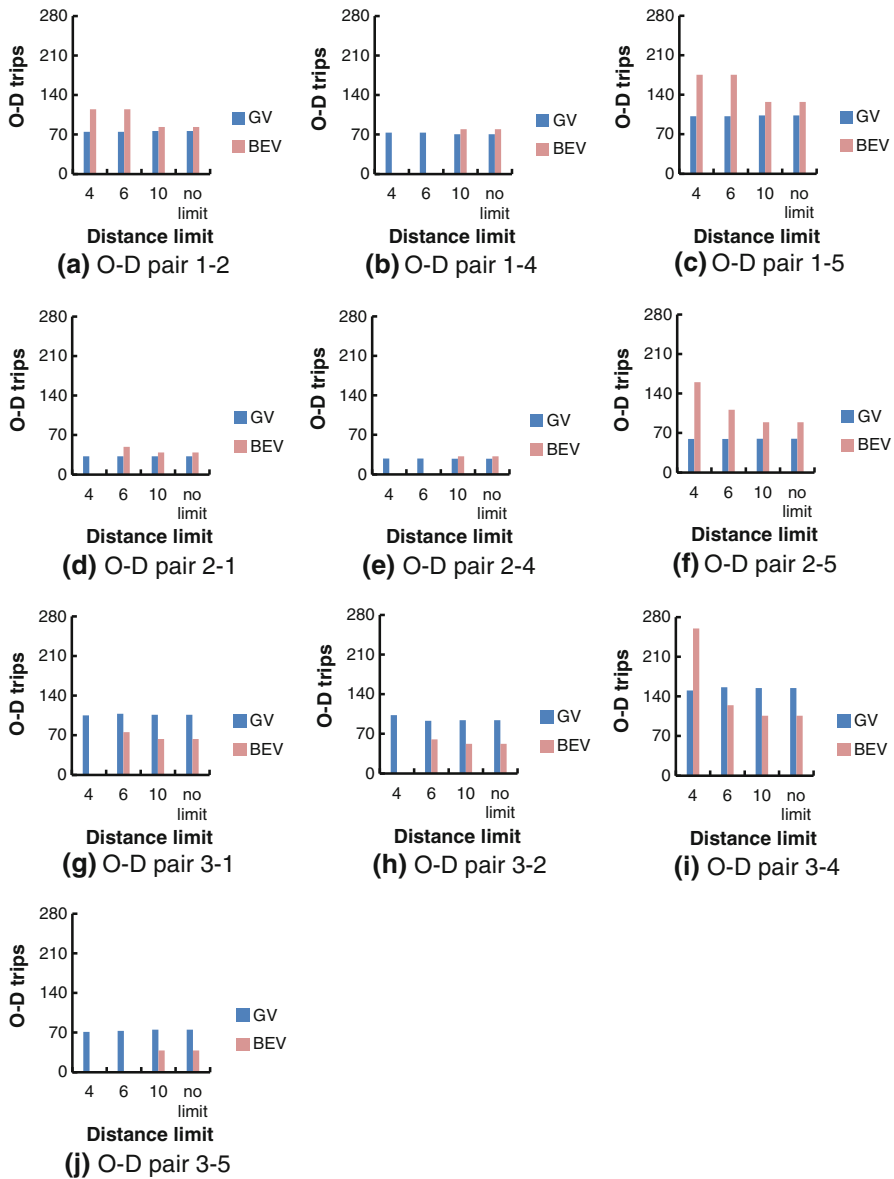 280
210
140
70
0
O-D trips
4 6 10 no limit
Distance limit
GV
BEV
(a) O-D pair 1-2
280
210
140
70
0
O-D trips
4 6 10 no limit
Distance limit
GV
BEV
(b) O-D pair 1-4
280
210
140
70
0
O-D trips
4 6 10 no limit
Distance limit
GV
BEV
(c) O-D pair 1-5
280
210
140
70
0
O-D trips
4 6 10 no limit
Distance limit
GV
BEV
(d) O-D pair 2-1
280
210
140
70
0
O-D trips
4 6 10 no limit
Distance limit
GV
BEV
(e) O-D pair 2-4
280
210
140
70
0
O-D trips
4 6 10 no limit
Distance limit
GV
BEV
(f) O-D pair 2-5
280
210
140
70
0
O-D trips
4 6 10 no limit
Distance limit
GV
BEV
(g) O-D pair 3-1
280
210
140
70
0
O-D trips
4 6 10 no limit
Distance limit
GV
BEV
(h) O-D pair 3-2
280
210
140
70
0
O-D trips
4 6 10 no limit
Distance limit
GV
BEV
(i) O-D pair 3-4
280
210
140
70
0
O-D trips
4 6 10 no limit
Distance limit
GV
BEV
(j) O-D pair 3-5